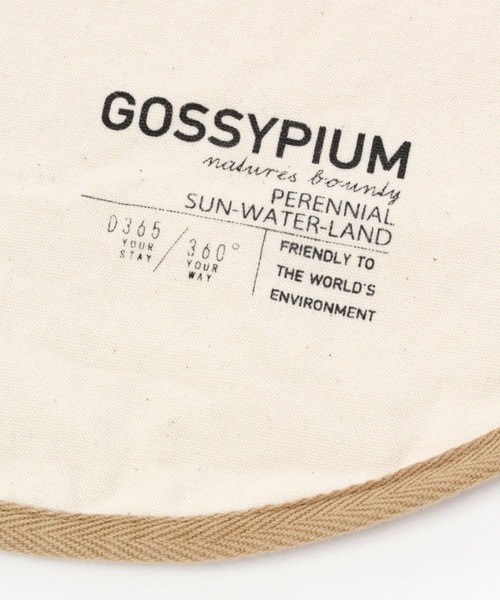 GOSSYPIUM
natures bounty
PERENNIAL
SUN-WATER-LAND
D365
YOUR
STAY
360°
YOUR
WAY
FRIENDLY TO
THE WORLD'S
ENVIRONMENT